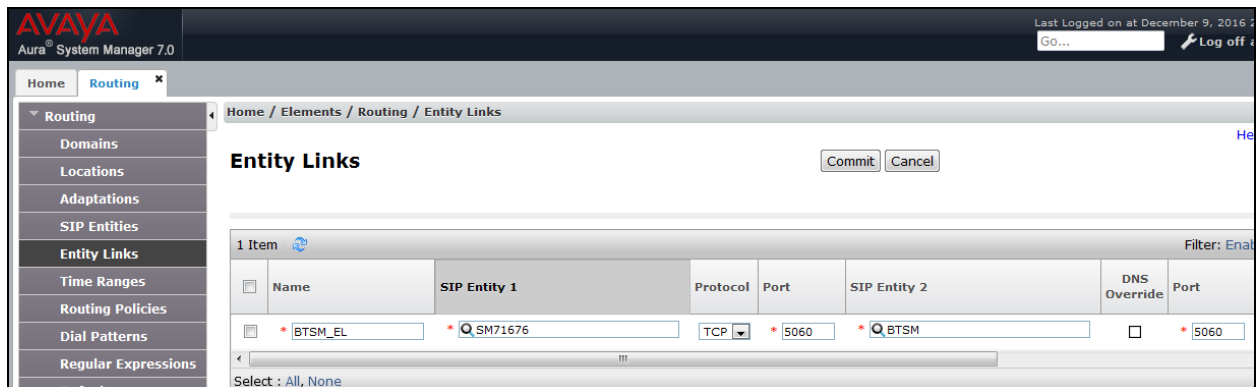 AVAYA
Aura® System Manager 7.0
Last Logged on at December 9, 2016
Go...
Log off
Home Routing ✖
Routing
Domains
Locations
Adaptations
SIP Entities
Entity Links
Time Ranges
Routing Policies
Dial Patterns
Regular Expressions
Home / Elements / Routing / Entity Links
He
Entity Links
Commit Cancel
1 Item
Filter: Enab
Name SIP Entity 1 Protocol Port SIP Entity 2 DNS Override Port
* BTSM_EL * SM71676 TCP * 5060 * BTSM * 5060
Select : All, None